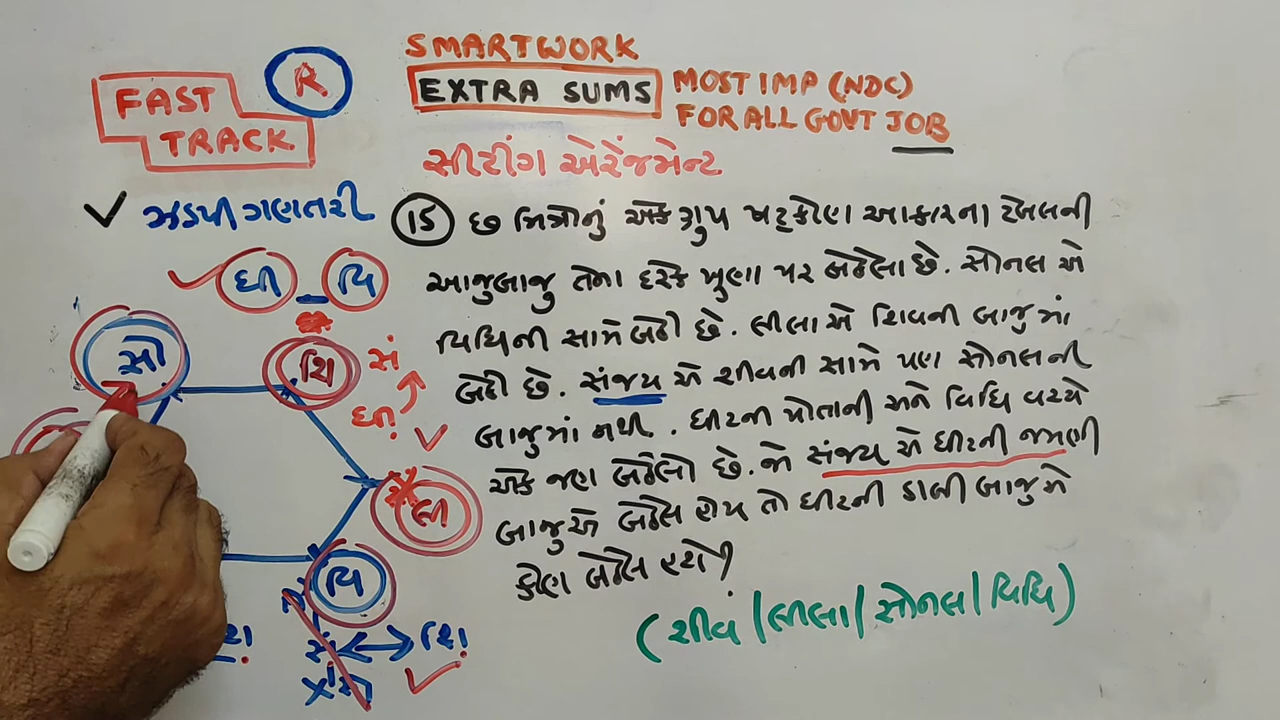 SMARTWORK
R
FAST
TRACK
EXTRA SUMS
MOST IMP (NDC)
FOR ALL GOVT JOB
સીટીંગ એરેંજમેન્ટ
✓ ઝડપી ગણતરી
15 છ મિત્રોનું એક ગ્રુપ ષટ્કોણ આકારના ટેબલની
આજુબાજુ તેના દરેક ખુણા પર બેઠેલા છે. સોનલ એ
વિધિની સામે બેઠી છે. લીલા એ શિવની બાજુમાં
બેઠી છે. સંજય એ શીવની સામે પણ સોનલની
બાજુમાં નથી. ધીરની પોતાની અને વિધિ વચ્ચે
એક જણ બેઠેલો છે. જો સંજય એ ધીરની જમણી
બાજુએ બેઠેલ હોય તો ધીરની ડાબી બાજુએ
કોણ બેઠેલ હશે?
(શીવ/લીલા/સોનલ/વિધિ)
ધી વિ
સો
શિ
સં
ધી!
લી
વિ
સં ↔ શિ!